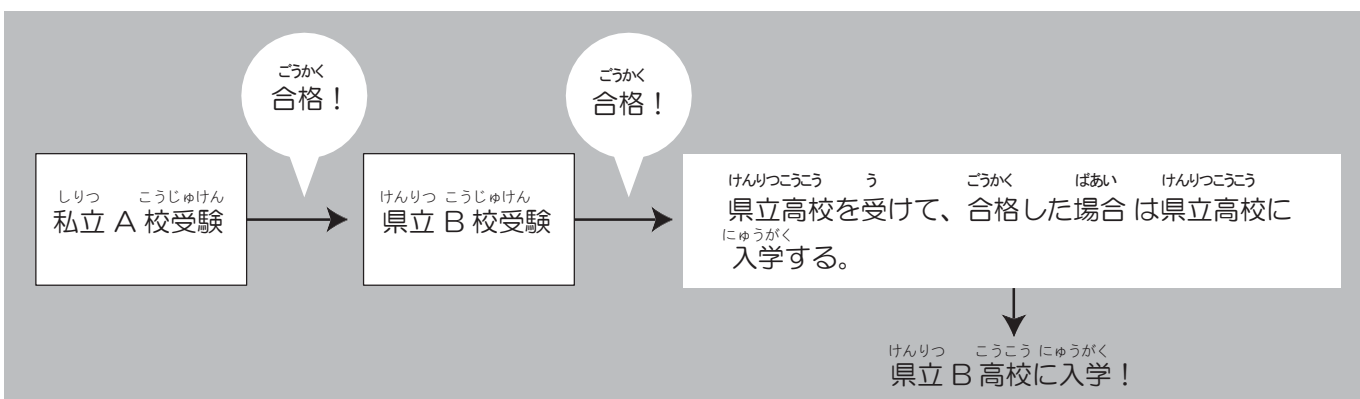 ごうかく
合格！
ごうかく
合格！
しりつ こうじゅけん
私立 A 校受験
けんりつ こうじゅけん
県立 B 校受験
けんりつこうこう う ごうかく ばあい けんりつこうこう
県立高校を受けて、合格した場合は県立高校に
にゅうがく
入学する。
けんりつ こうこう にゅうがく
県立 B 高校に入学！